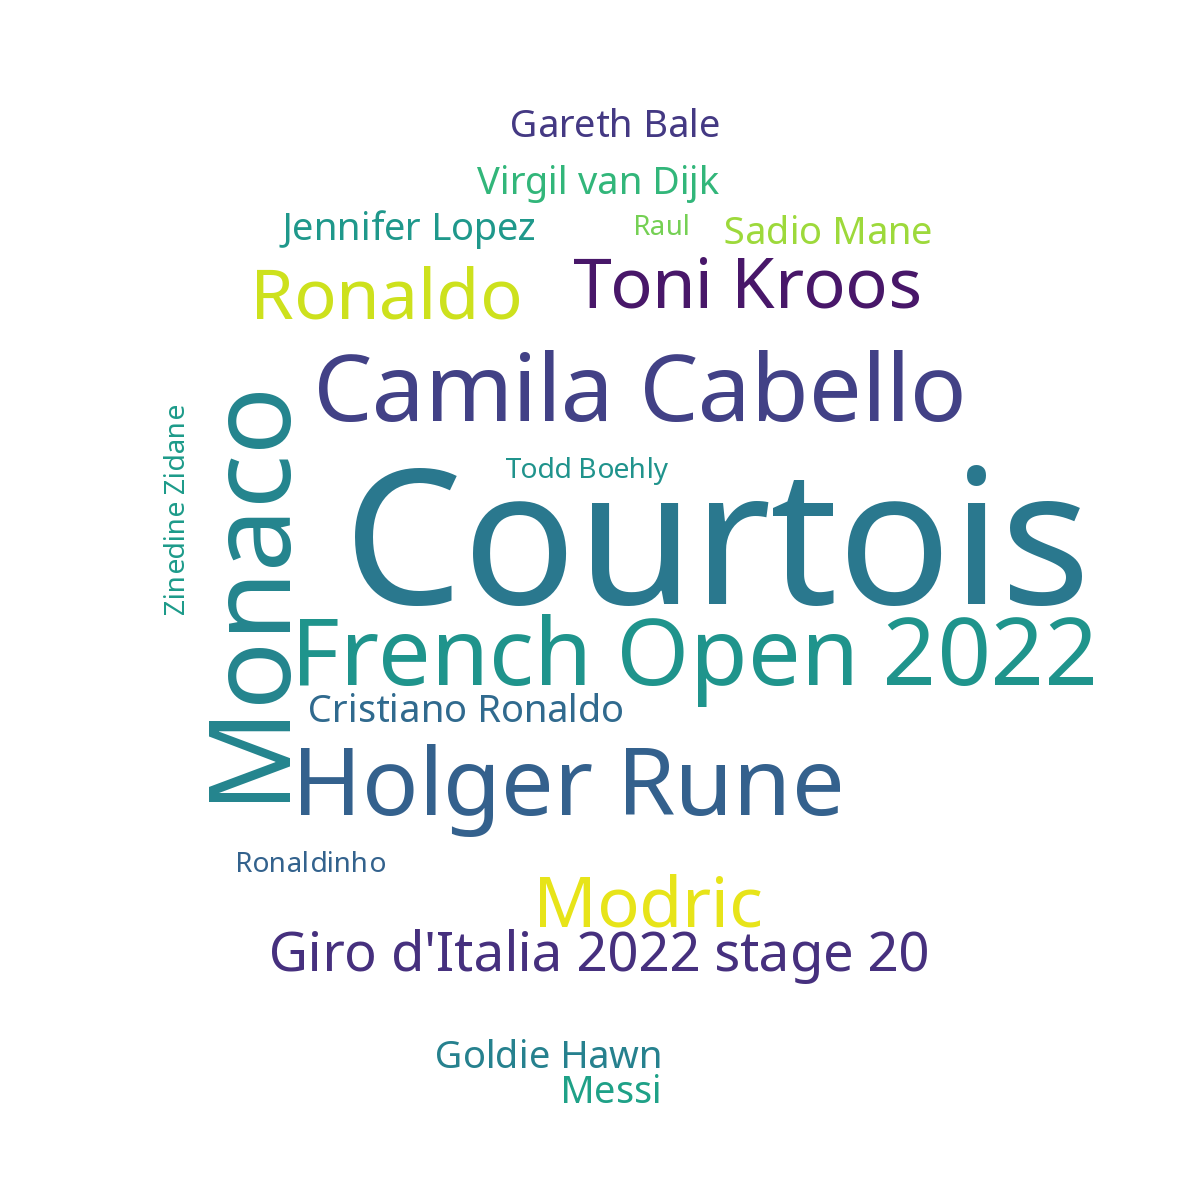 Gareth Bale
Virgil van Dijk
Jennifer Lopez
Raul
Sadio Mane
Ronaldo
Toni Kroos
Camila Cabello
Zinedine Zidane
Monaco
Todd Boehly
Courtois
French Open 2022
Cristiano Ronaldo
Holger Rune
Ronaldinho
Modric
Giro d'Italia 2022 stage 20
Goldie Hawn
Messi